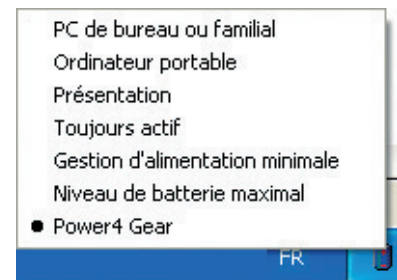 PC de bureau ou familial
Ordinateur portable
Présentation
Toujours actif
Gestion d'alimentation minimale
Niveau de batterie maximal
Power4 Gear
FR